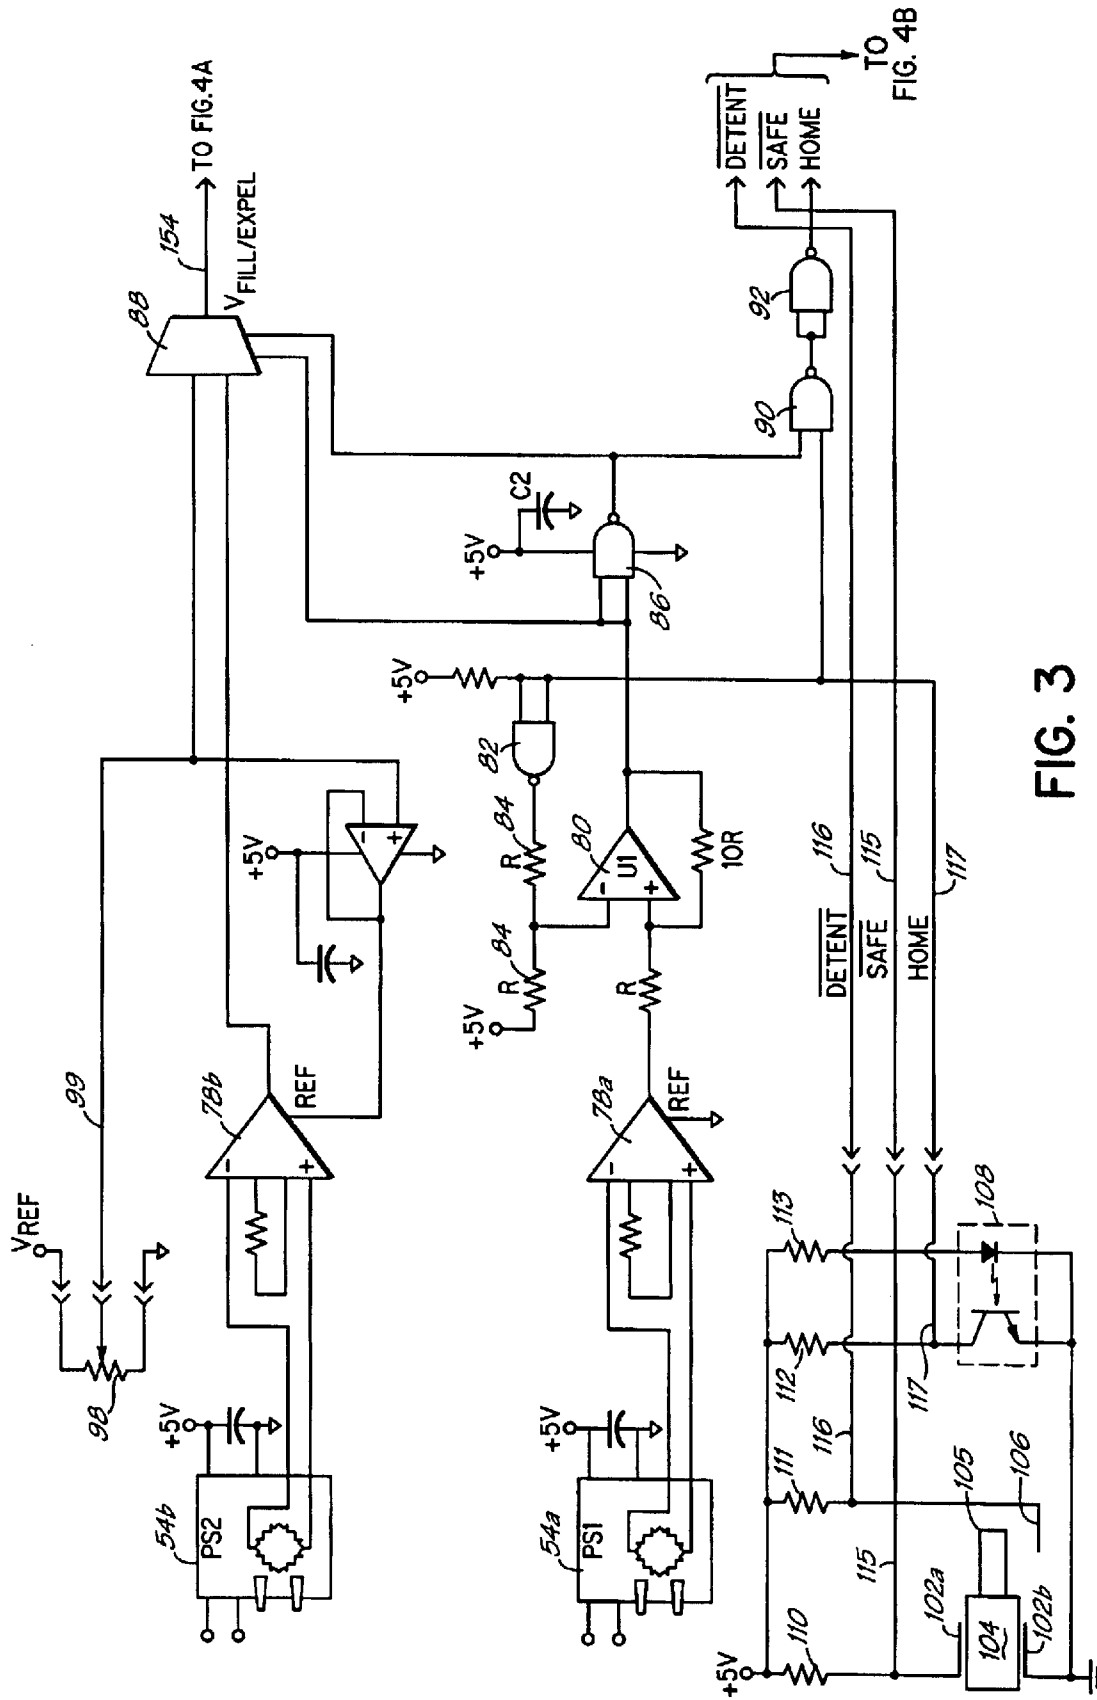 V_REF
99
98
+5V
54b
PS2
78b
REF
+5V
88
154
TO FIG.4A
V_FILL/EXPEL
+5V
54a
PS1
78a
REF
+5V
R
84
R
84
82
+5V
R
80
U1
10R
+5V
C2
86
90
92
DETENT
SAFE
HOME
TO
FIG. 4B
+5V
110
111
112
113
115
116
117
102a
104
102b
105
106
108
DETENT
116
SAFE
115
HOME
117
FIG. 3